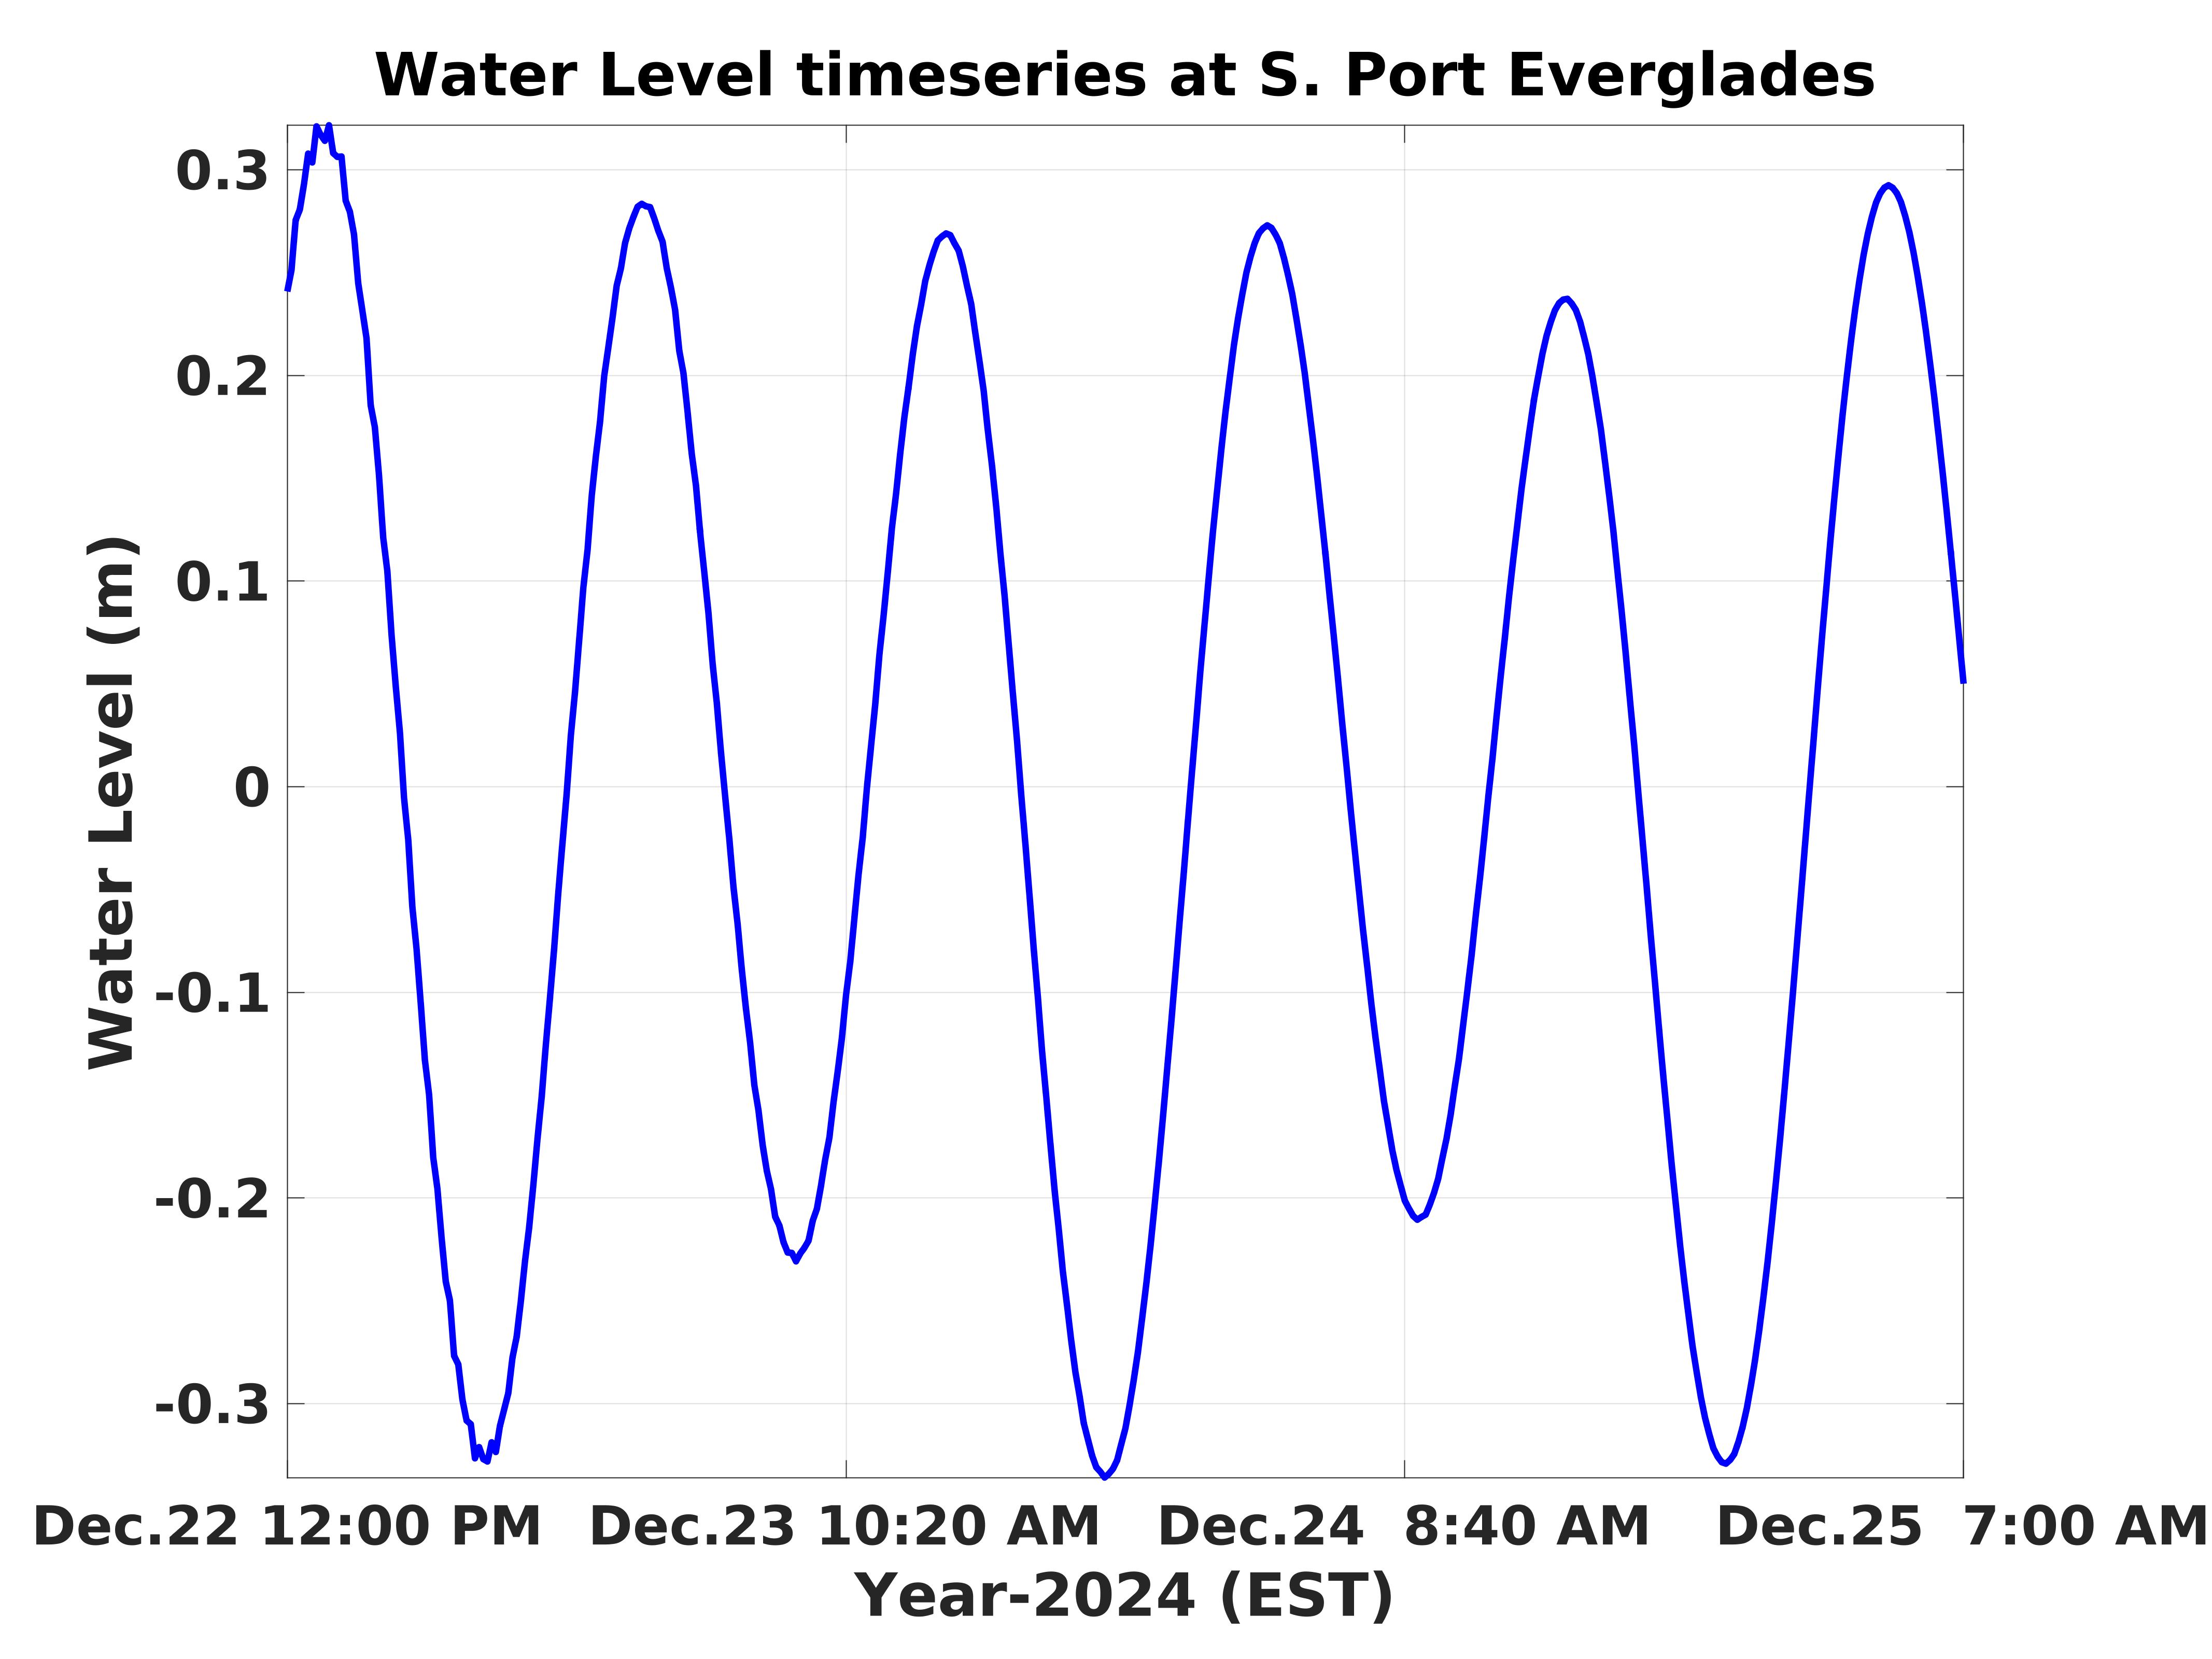 Water Level timeseries at S. Port Everglades
0.3
0.2
0.1
0
-0.1
-0.2
-0.3
Water Level (m)
Dec.22 12:00 PM Dec.23 10:20 AM Dec.24 8:40 AM Dec.25 7:00 AM
Year-2024 (EST)